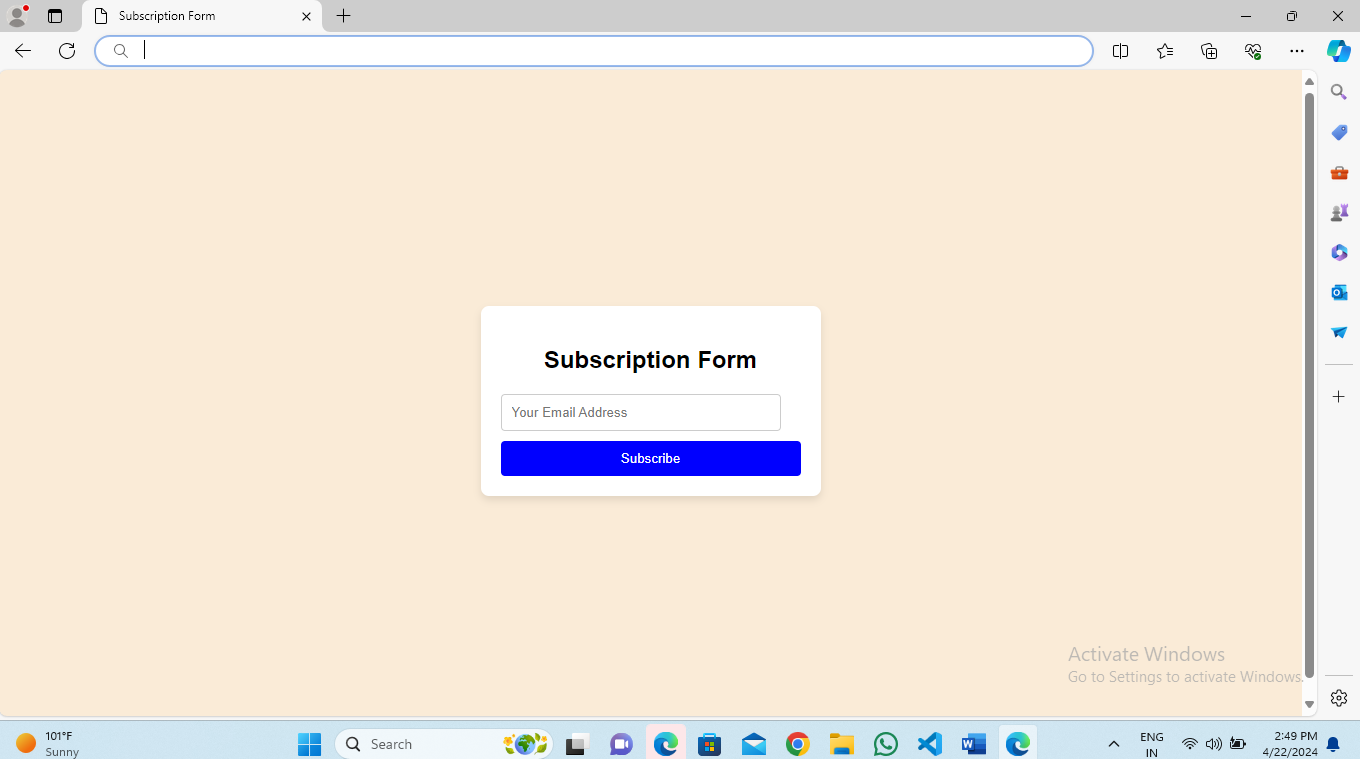 Subscription Form
Subscription Form
Your Email Address
Subscribe
Activate Windows
Go to Settings to activate Windows.
101°F
Sunny
Search
ENG
IN
2:49 PM
4/22/2024